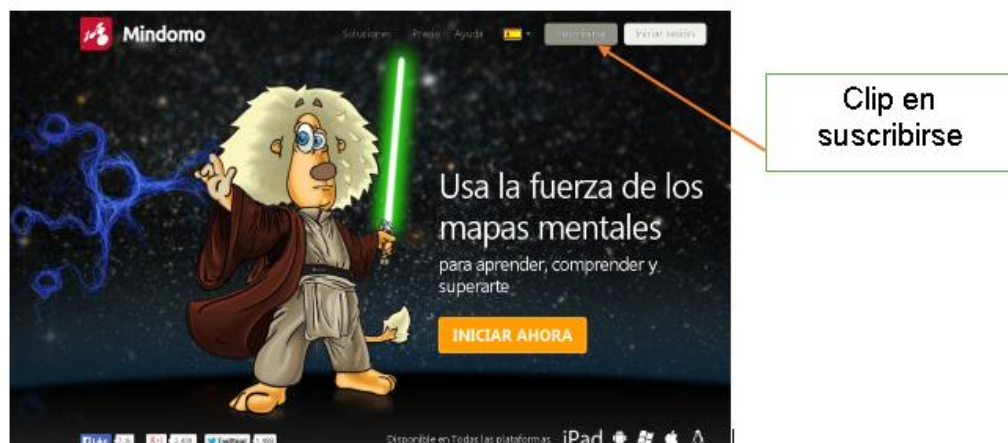 Mindomo
Soluciones Precio Ayuda Iniciar sesión
Clip en
suscribirse
Usa la fuerza de los
mapas mentales
para aprender, comprender y
superarte
INICIAR AHORA
Like
Disponible en Todas las plataformas iPad